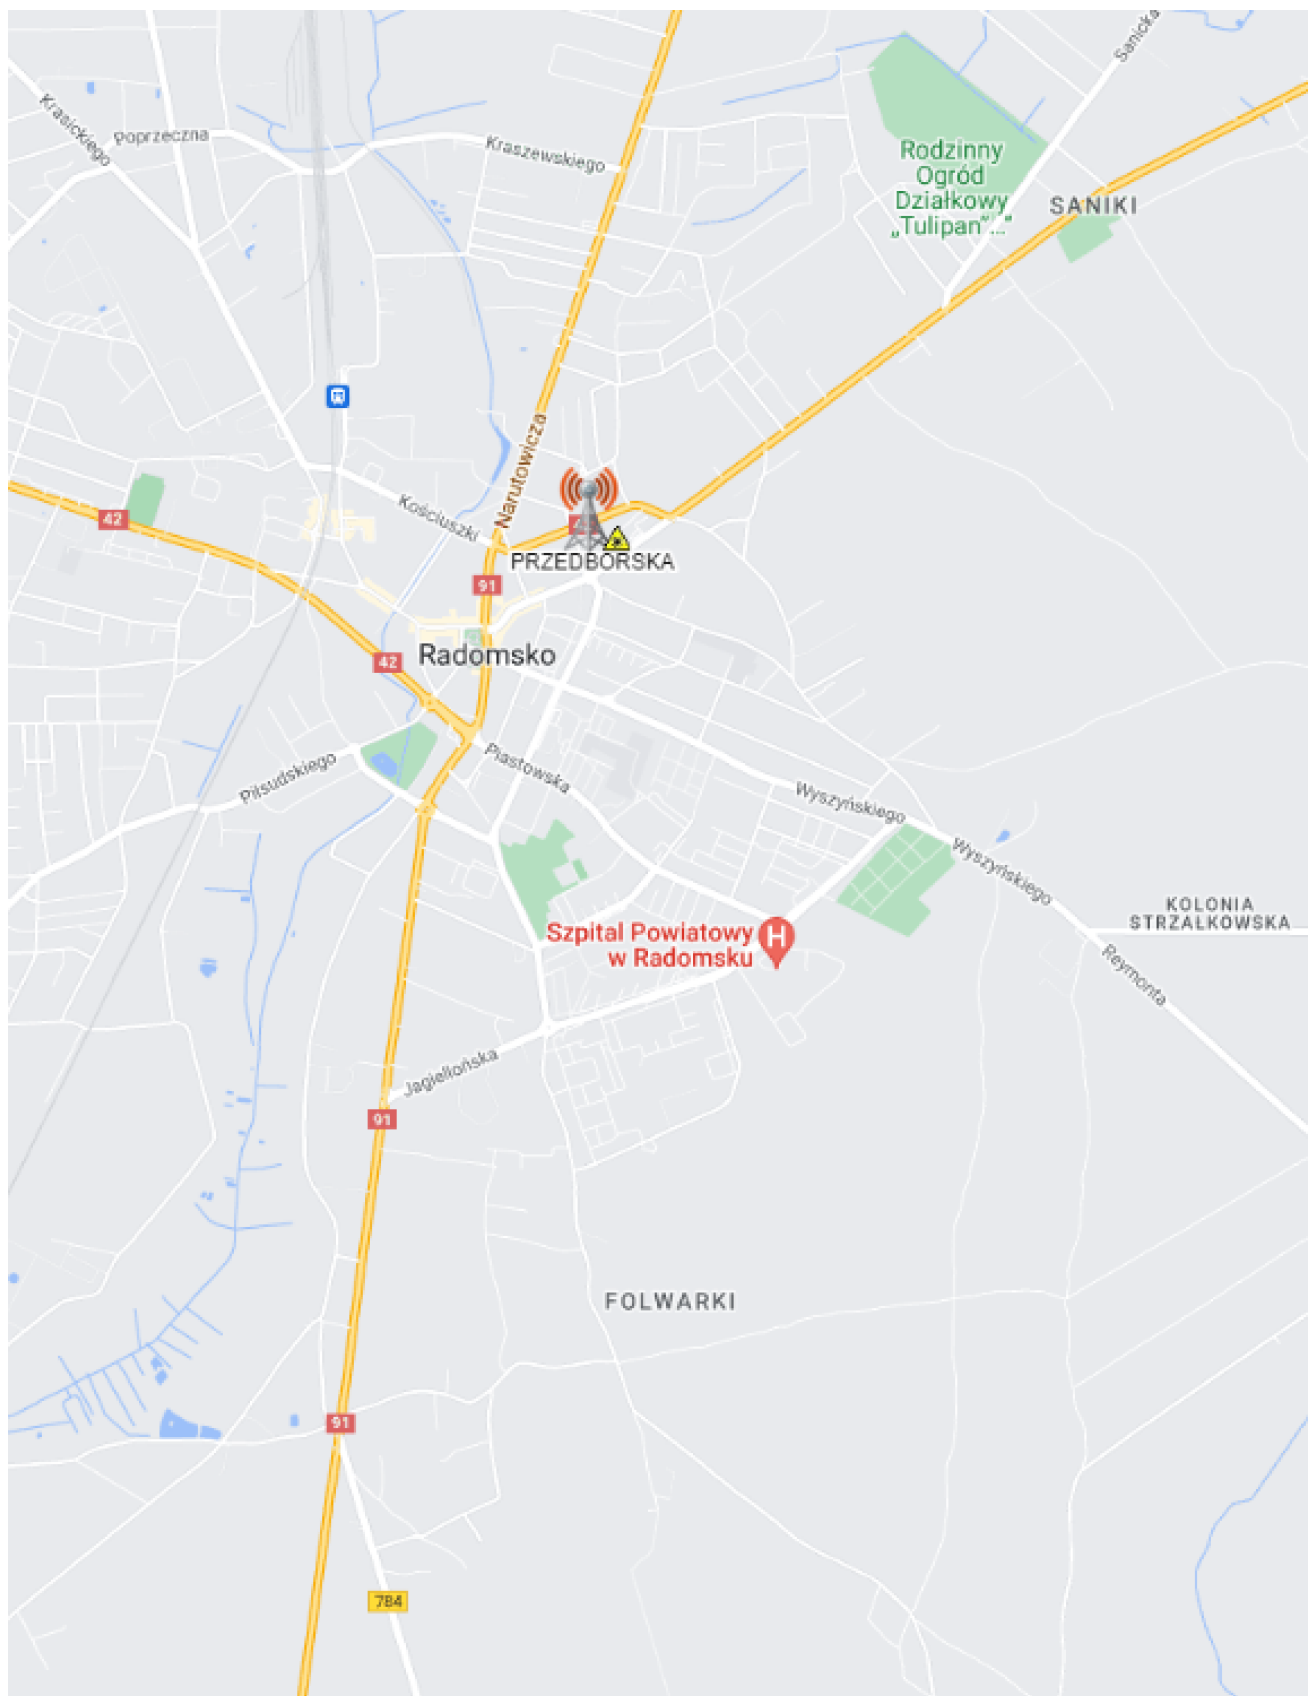 Sanicka
Krasickiego
Poprzeczna
Kraszewskiego
Rodzinny
Ogród
Działkowy
„Tulipan”...”
SANIKI
Narutowicza
Kościuszki
42
PRZEDBORSKA
91
42
Radomsko
Piłsudskiego
Piastowska
Wyszyńskiego
Wyszyńskiego
KOLONIA
STRZAŁKOWSKA
Szpital Powiatowy
w Radomsku
H
Reymonta
Jagiellońska
91
FOLWARKI
91
784